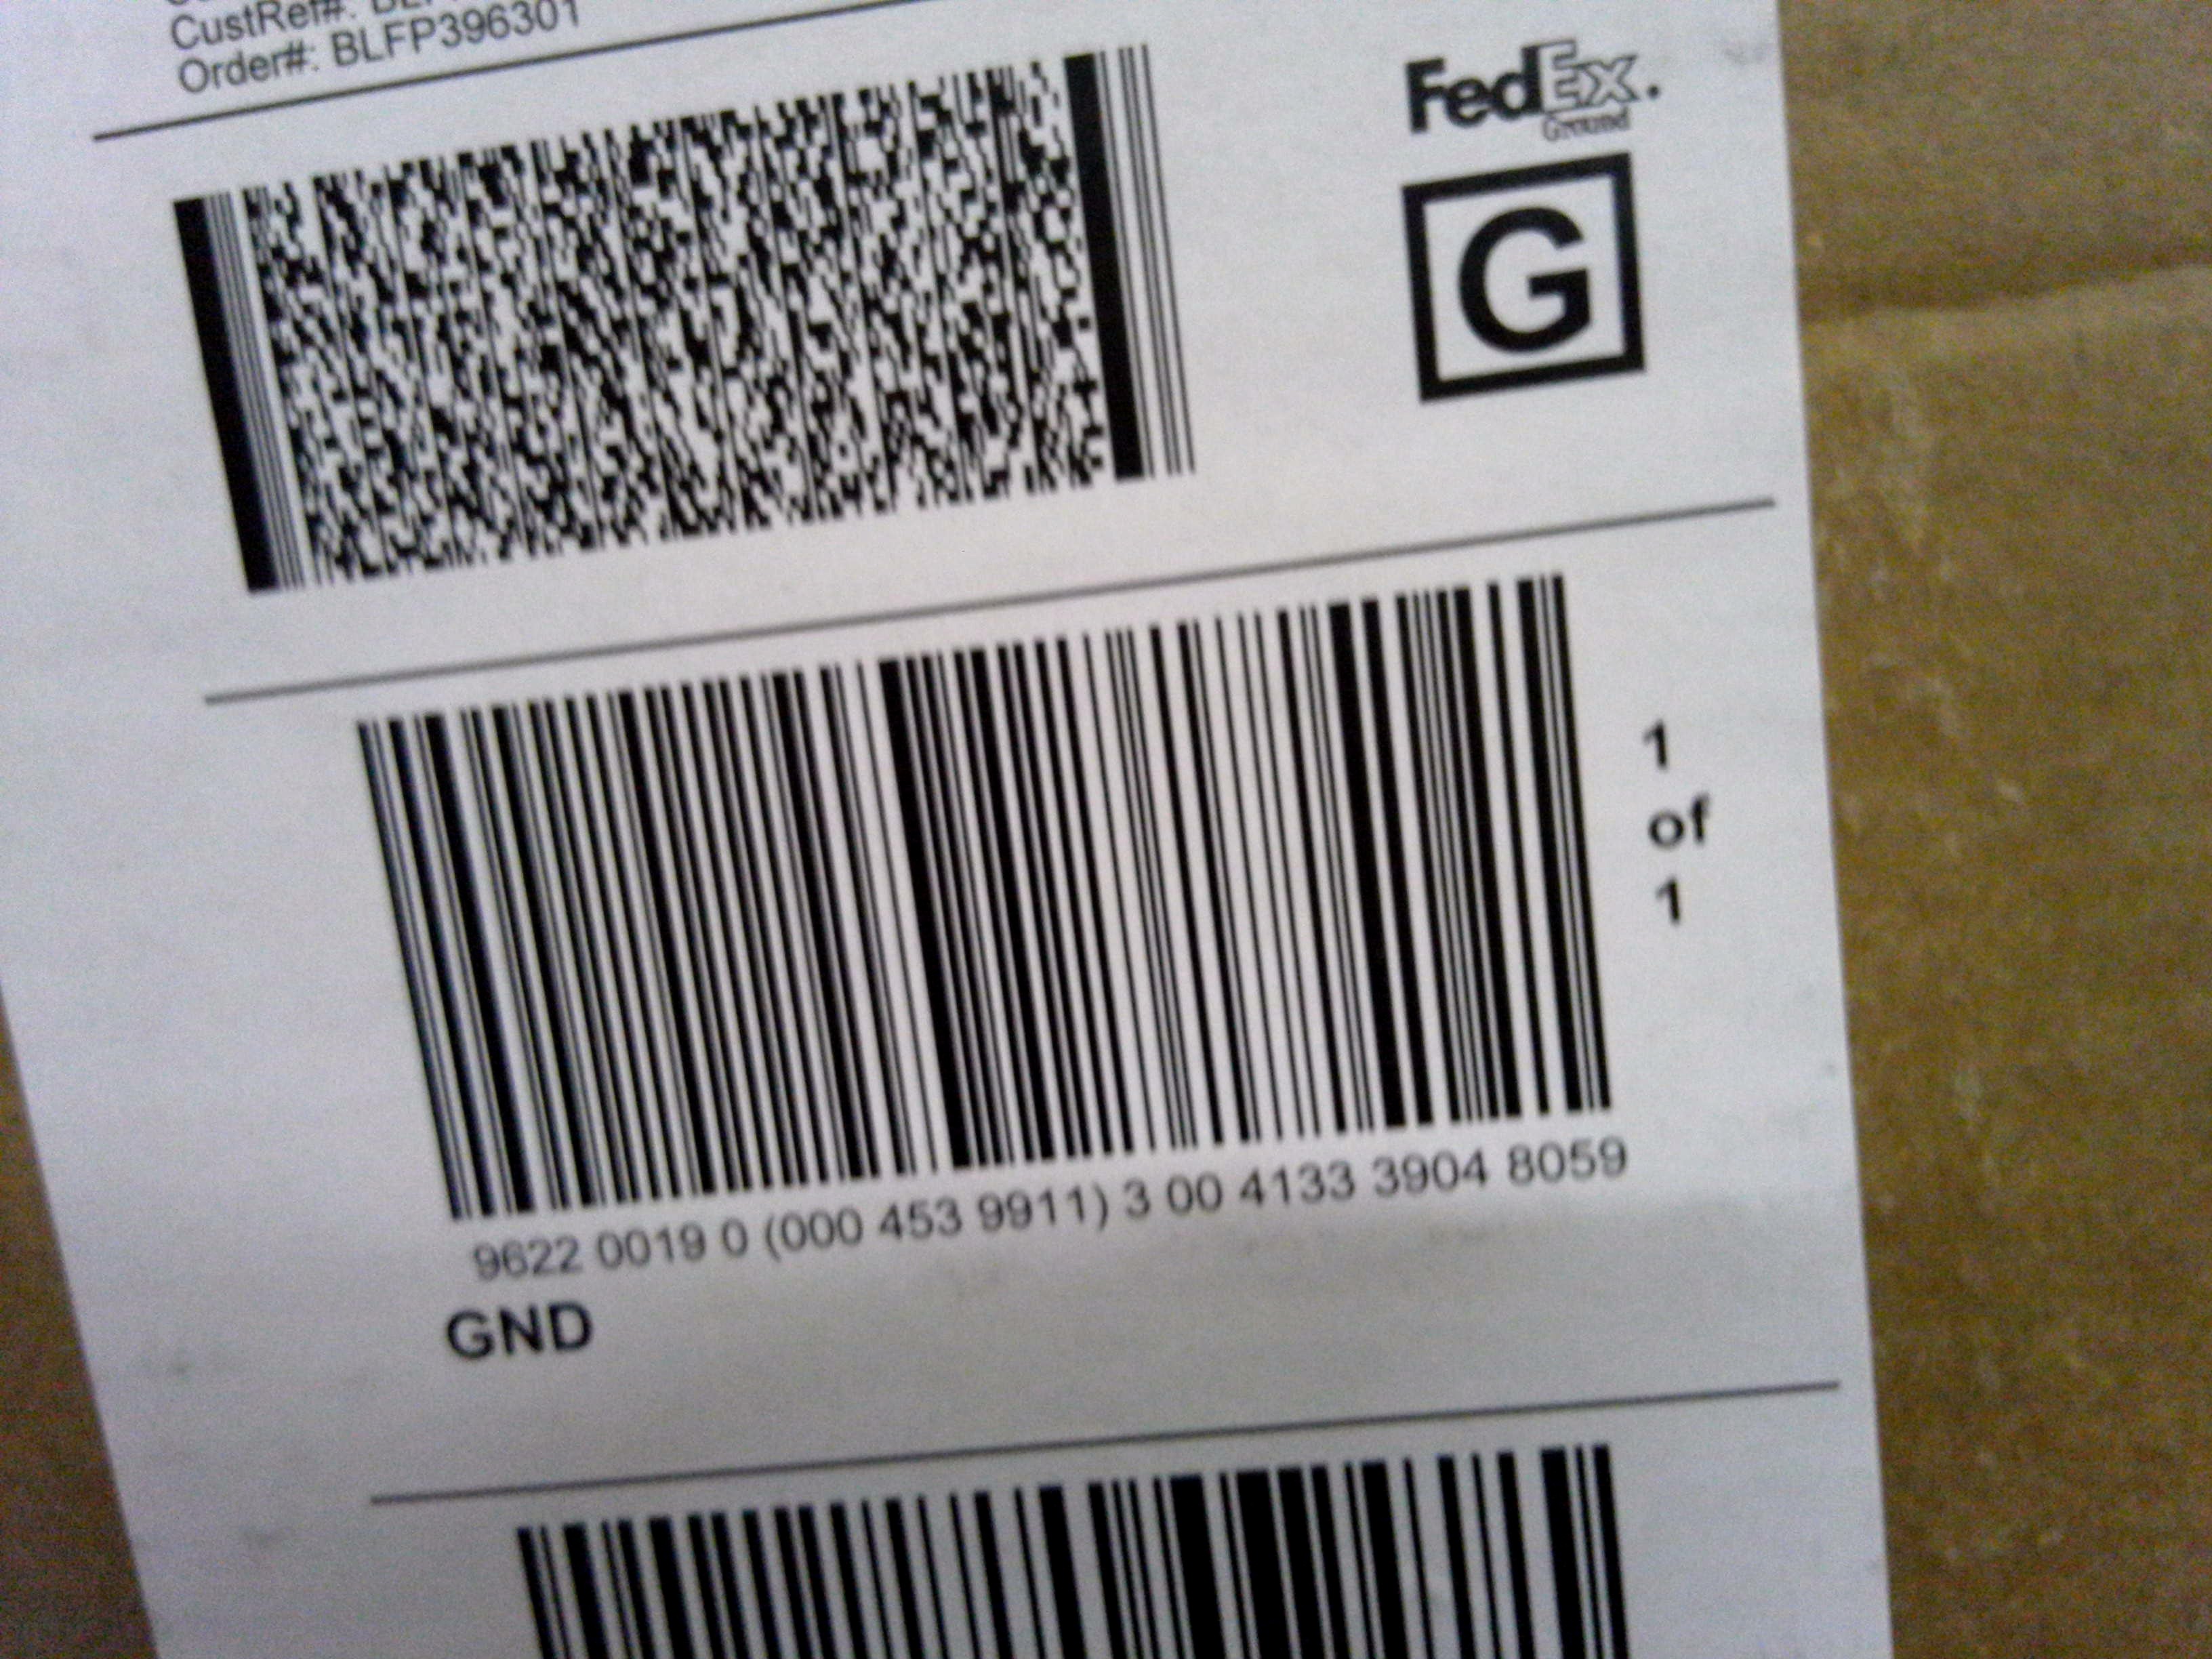 CustRef#:
Order#: BLFP396301
FedEx.
Ground
G
1
of
1
9622 0019 0 (000 453 9911) 3 00 4133 3904 8059
GND